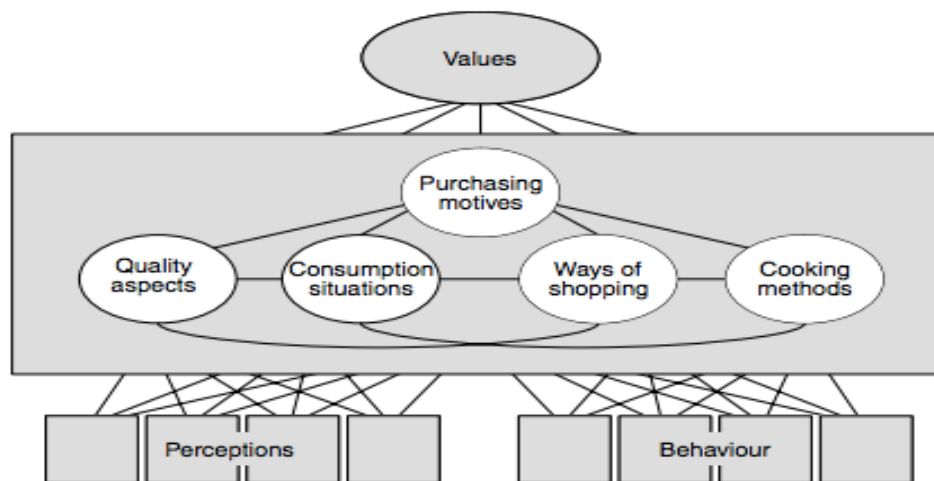 Values
Purchasing
motives
Quality
aspects
Consumption
situations
Ways of
shopping
Cooking
methods
Perceptions
Behaviour